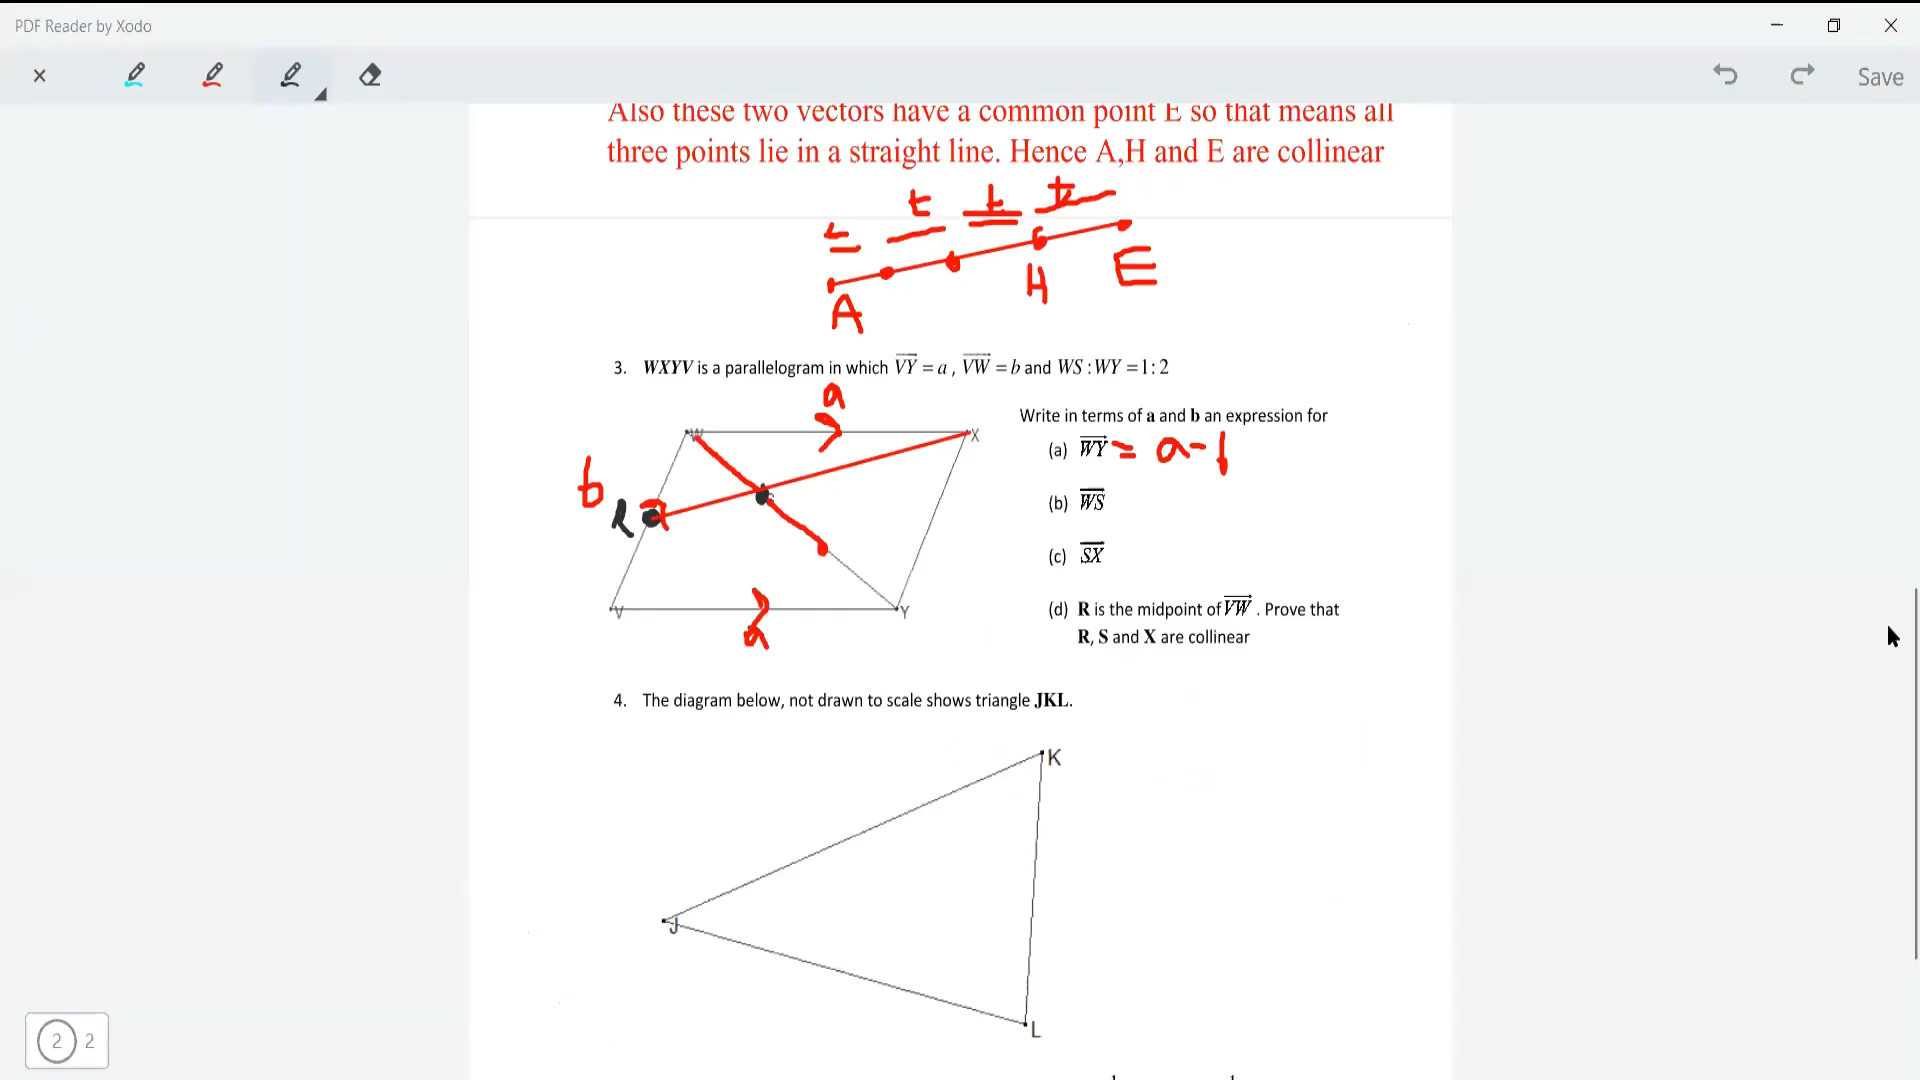 PDF Reader by Xodo
Save
Also these two vectors have a common point E so that means all
three points lie in a straight line. Hence A,H and E are collinear
t t t
A H E
3. WXYV is a parallelogram in which VY = a , VW = b and WS : WY = 1 : 2
a
W X
b
R
V Y
a
Write in terms of a and b an expression for
(a) WY = a - b
(b) WS
(c) SX
(d) R is the midpoint of VW . Prove that
R, S and X are collinear
4. The diagram below, not drawn to scale shows triangle JKL.
K
J
L
2 2